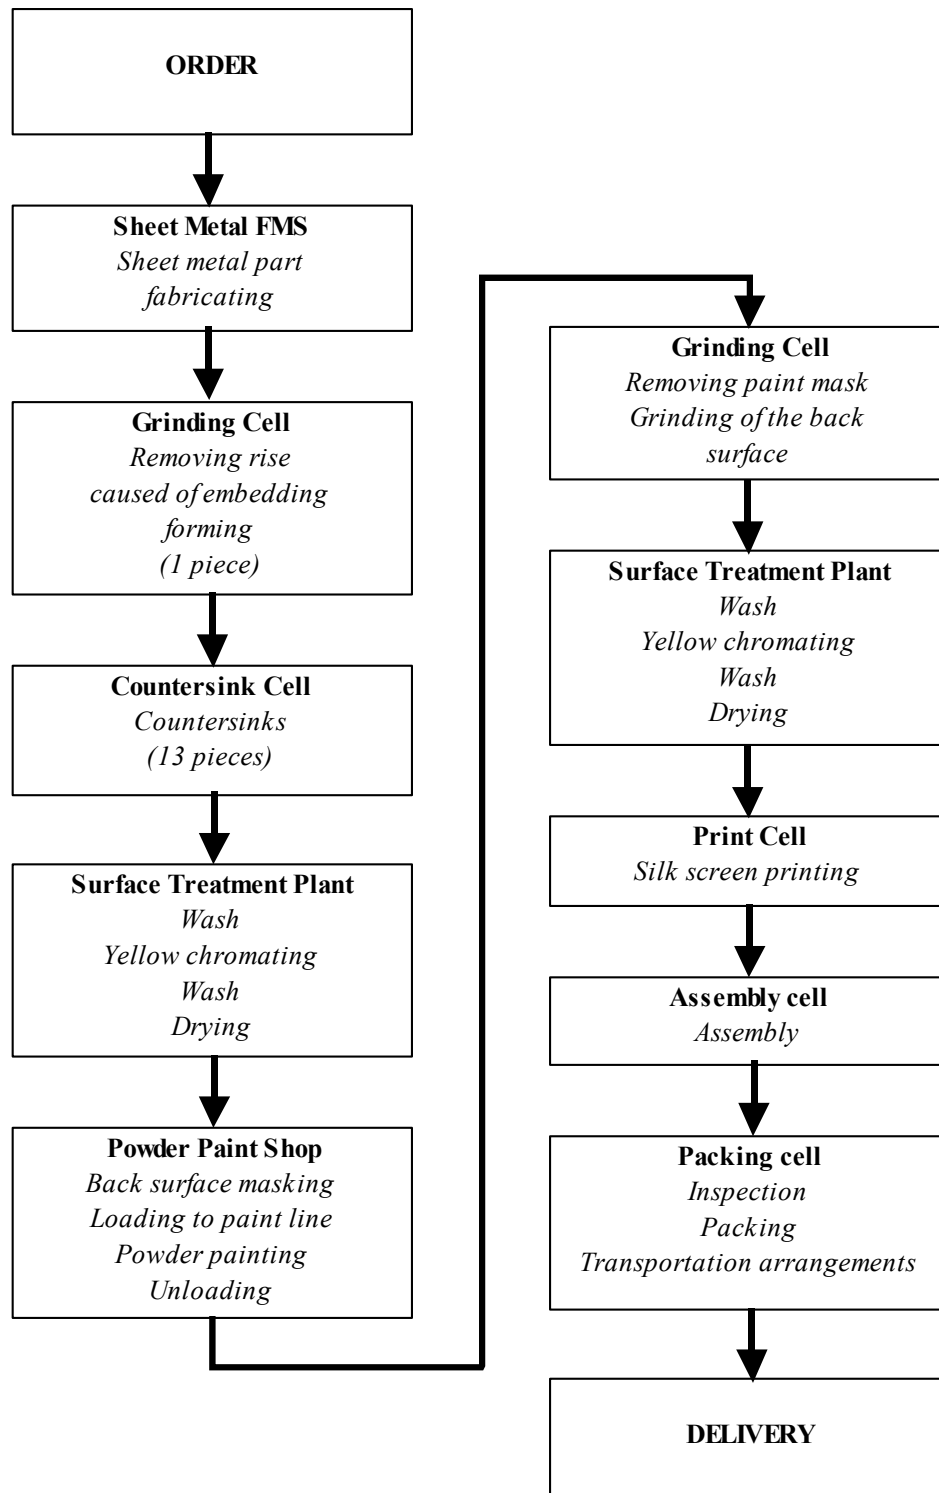 ORDER
Sheet Metal FMS
Sheet metal part
fabricating
Grinding Cell
Removing rise
caused of embedding
forming
(1 piece)
Countersink Cell
Countersinks
(13 pieces)
Surface Treatment Plant
Wash
Yellow chromating
Wash
Drying
Powder Paint Shop
Back surface masking
Loading to paint line
Powder painting
Unloading
Grinding Cell
Removing paint mask
Grinding of the back
surface
Surface Treatment Plant
Wash
Yellow chromating
Wash
Drying
Print Cell
Silk screen printing
Assembly cell
Assembly
Packing cell
Inspection
Packing
Transportation arrangements
DELIVERY